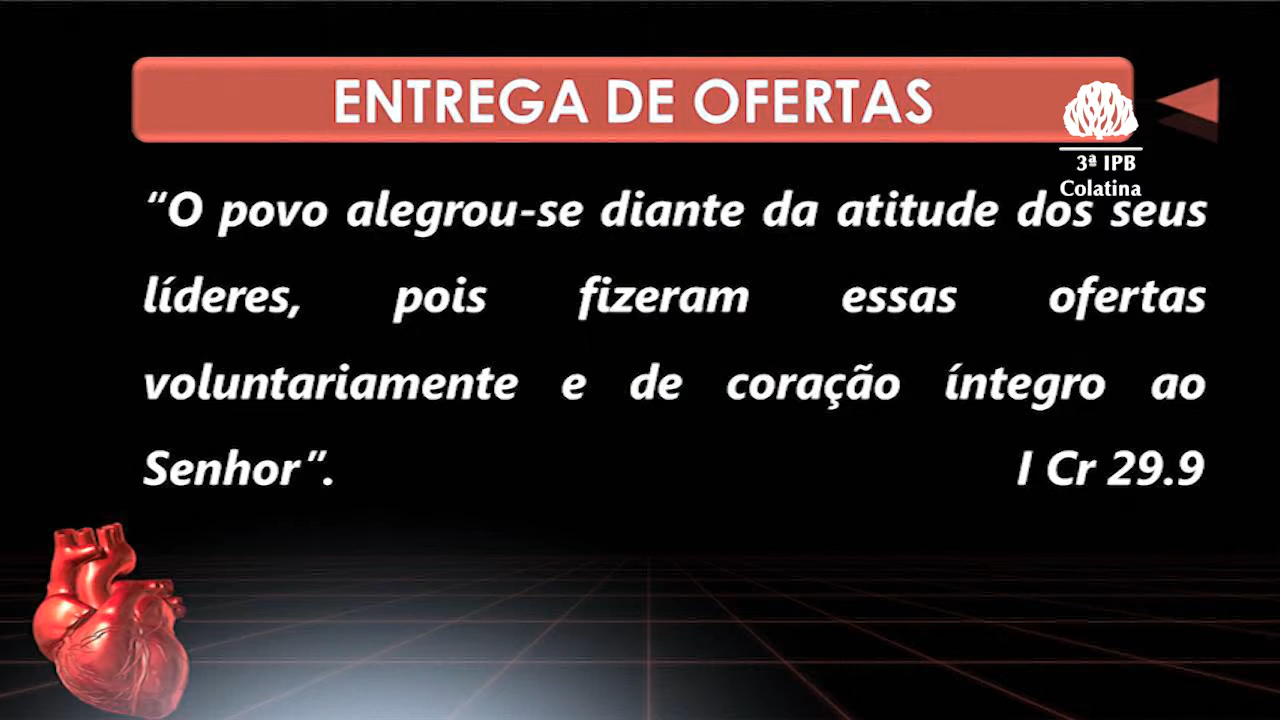 ENTREGA DE OFERTAS
3ª IPB
Colatina
“O povo alegrou-se diante da atitude dos seus
líderes, pois fizeram essas ofertas
voluntariamente e de coração íntegro ao
Senhor”. I Cr 29.9